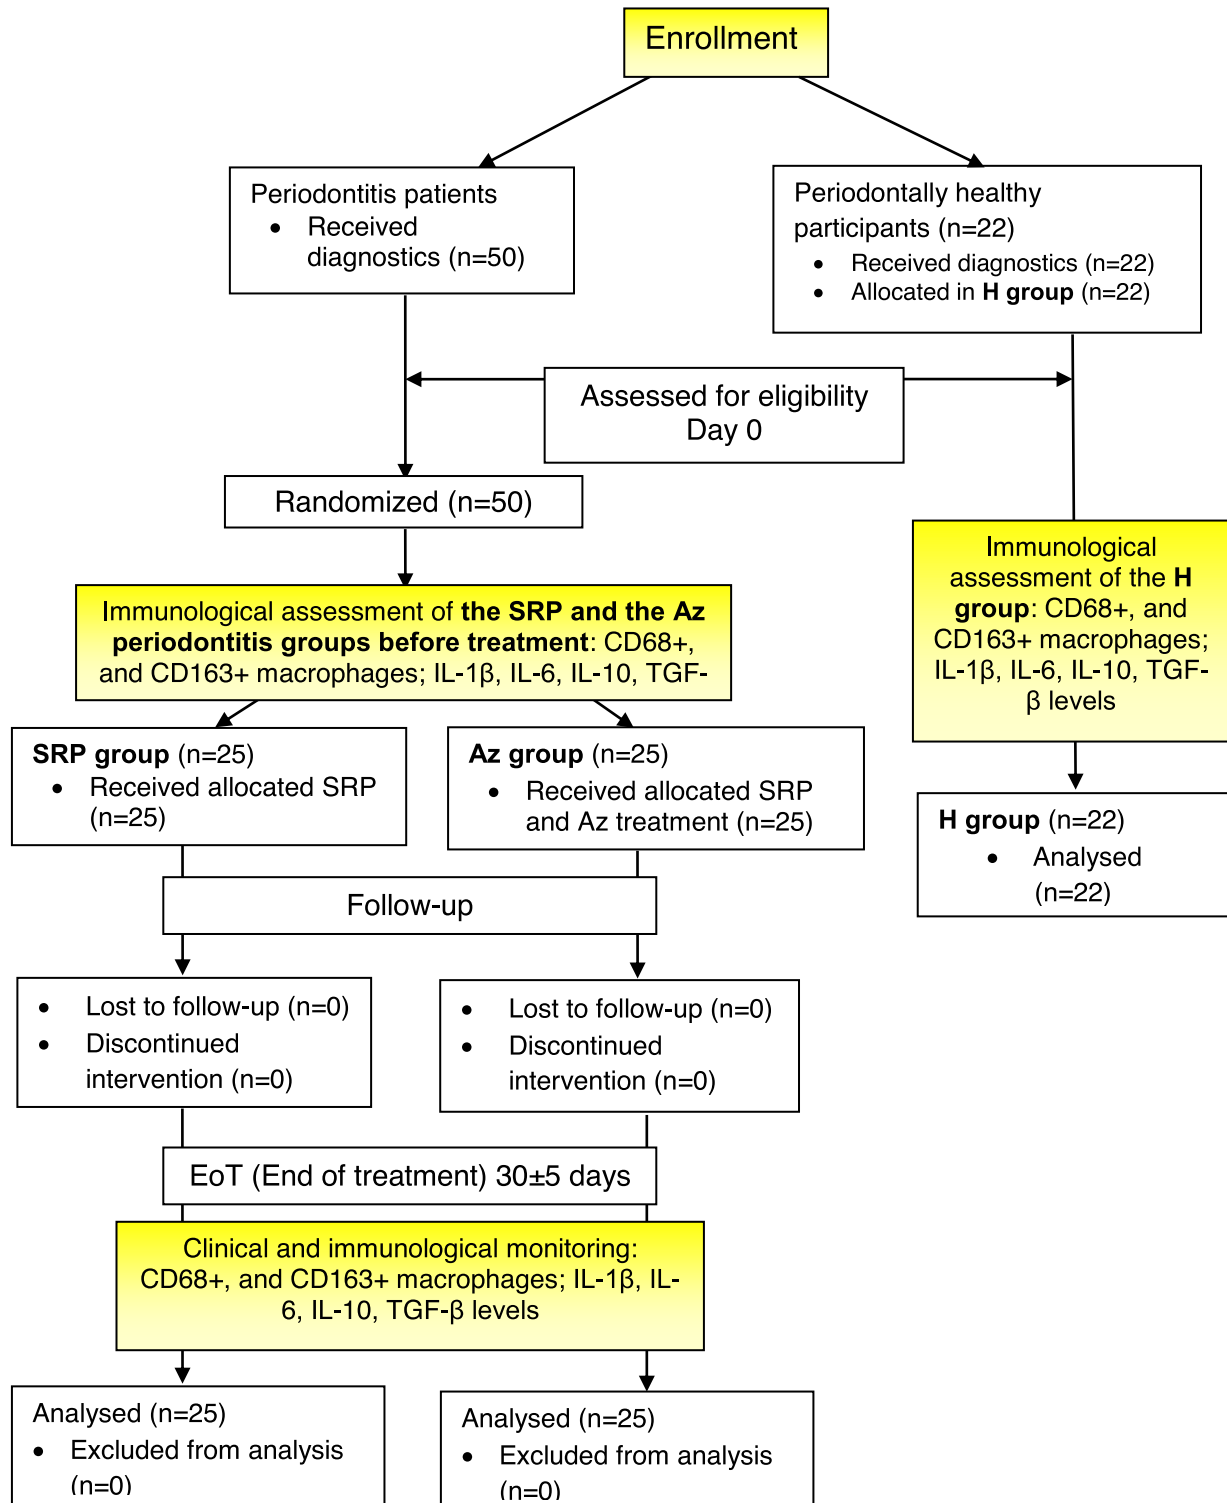 Enrollment
Periodontitis patients
• Received
diagnostics (n=50)
Periodontally healthy
participants (n=22)
• Received diagnostics (n=22)
• Allocated in H group (n=22)
Assessed for eligibility
Day 0
Randomized (n=50)
Immunological assessment of the SRP and the Az
periodontitis groups before treatment: CD68+,
and CD163+ macrophages; IL-1β, IL-6, IL-10, TGF-
Immunological
assessment of the H
group: CD68+, and
CD163+ macrophages;
IL-1β, IL-6, IL-10, TGF-
β levels
SRP group (n=25)
• Received allocated SRP
(n=25)
Az group (n=25)
• Received allocated SRP
and Az treatment (n=25)
H group (n=22)
• Analysed
(n=22)
Follow-up
• Lost to follow-up (n=0)
• Discontinued
intervention (n=0)
• Lost to follow-up (n=0)
• Discontinued
intervention (n=0)
EoT (End of treatment) 30±5 days
Clinical and immunological monitoring:
CD68+, and CD163+ macrophages; IL-1β, IL-
6, IL-10, TGF-β levels
Analysed (n=25)
• Excluded from analysis
(n=0)
Analysed (n=25)
• Excluded from analysis
(n=0)